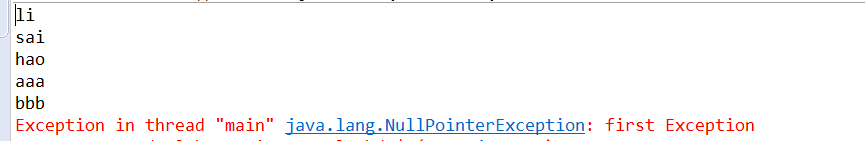 li
sai
hao
aaa
bbb
Exception in thread "main" java.lang.NullPointerException: first Exception